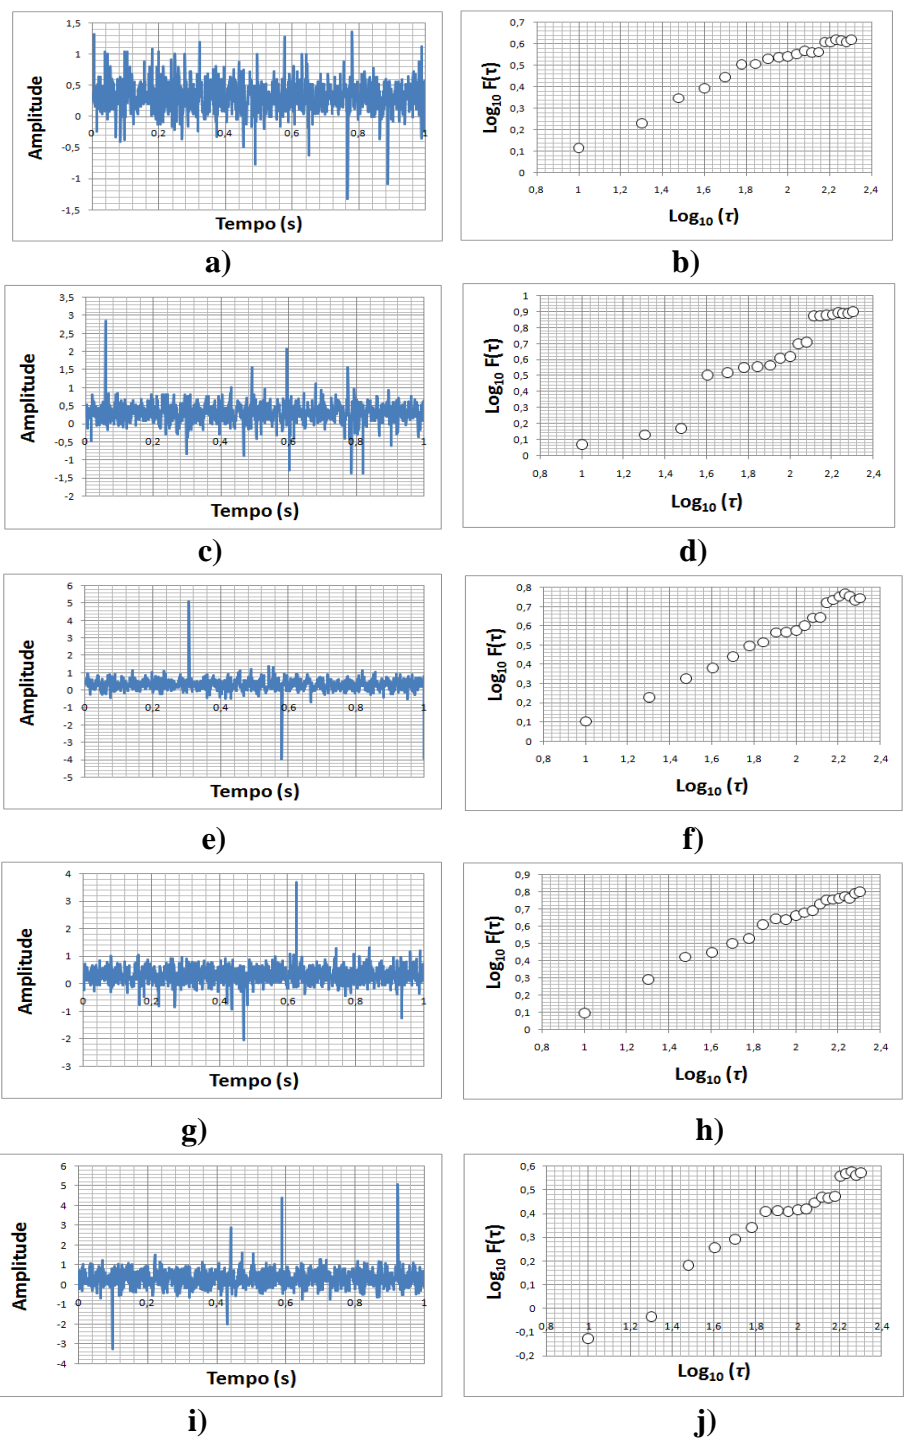 1,5
1
0,5
0
-0,5
-1
-1,5
0 0,2 0,4 0,6 0,8 1
Amplitude
Tempo (s)
a)
0,7
0,6
0,5
0,4
0,3
0,2
0,1
0
0,8 1 1,2 1,4 1,6 1,8 2 2,2 2,4
Log10 F(τ)
Log10 (τ)
b)
3,5
2,5
1,5
0,5
0
-0,5
-1
-1,5
-2
0 0,2 0,4 0,6 0,8 1
Amplitude
Tempo (s)
c)
1
0,9
0,8
0,7
0,6
0,5
0,4
0,3
0,2
0,1
0
0,8 1 1,2 1,4 1,6 1,8 2 2,2 2,4
Log10 F(τ)
Log10 (τ)
d)
6
5
4
3
2
1
0
-1
-2
-3
-4
-5
0 0,2 0,4 0,6 0,8 1
Amplitude
Tempo (s)
e)
0,8
0,7
0,6
0,5
0,4
0,3
0,2
0,1
0
0,8 1 1,2 1,4 1,6 1,8 2 2,2 2,4
Log10 F(τ)
Log10 (τ)
f)
4
3
2
1
0
-1
-2
-3
0 0,2 0,4 0,6 0,8 1
Amplitude
Tempo (s)
g)
0,9
0,8
0,7
0,6
0,5
0,4
0,3
0,2
0,1
0
0,8 1 1,2 1,4 1,6 1,8 2 2,2 2,4
Log10 F(τ)
Log10 (τ)
h)
6
5
4
3
2
1
0
-1
-2
-3
-4
0 0,2 0,4 0,6 0,8 1
Amplitude
Tempo (s)
i)
0,6
0,5
0,4
0,2
0,1
0
-0,1
-0,2
0,8 1 1,2 1,4 1,6 1,8 2 2,2 2,4
Log10 F(τ)
Log10 (τ)
j)